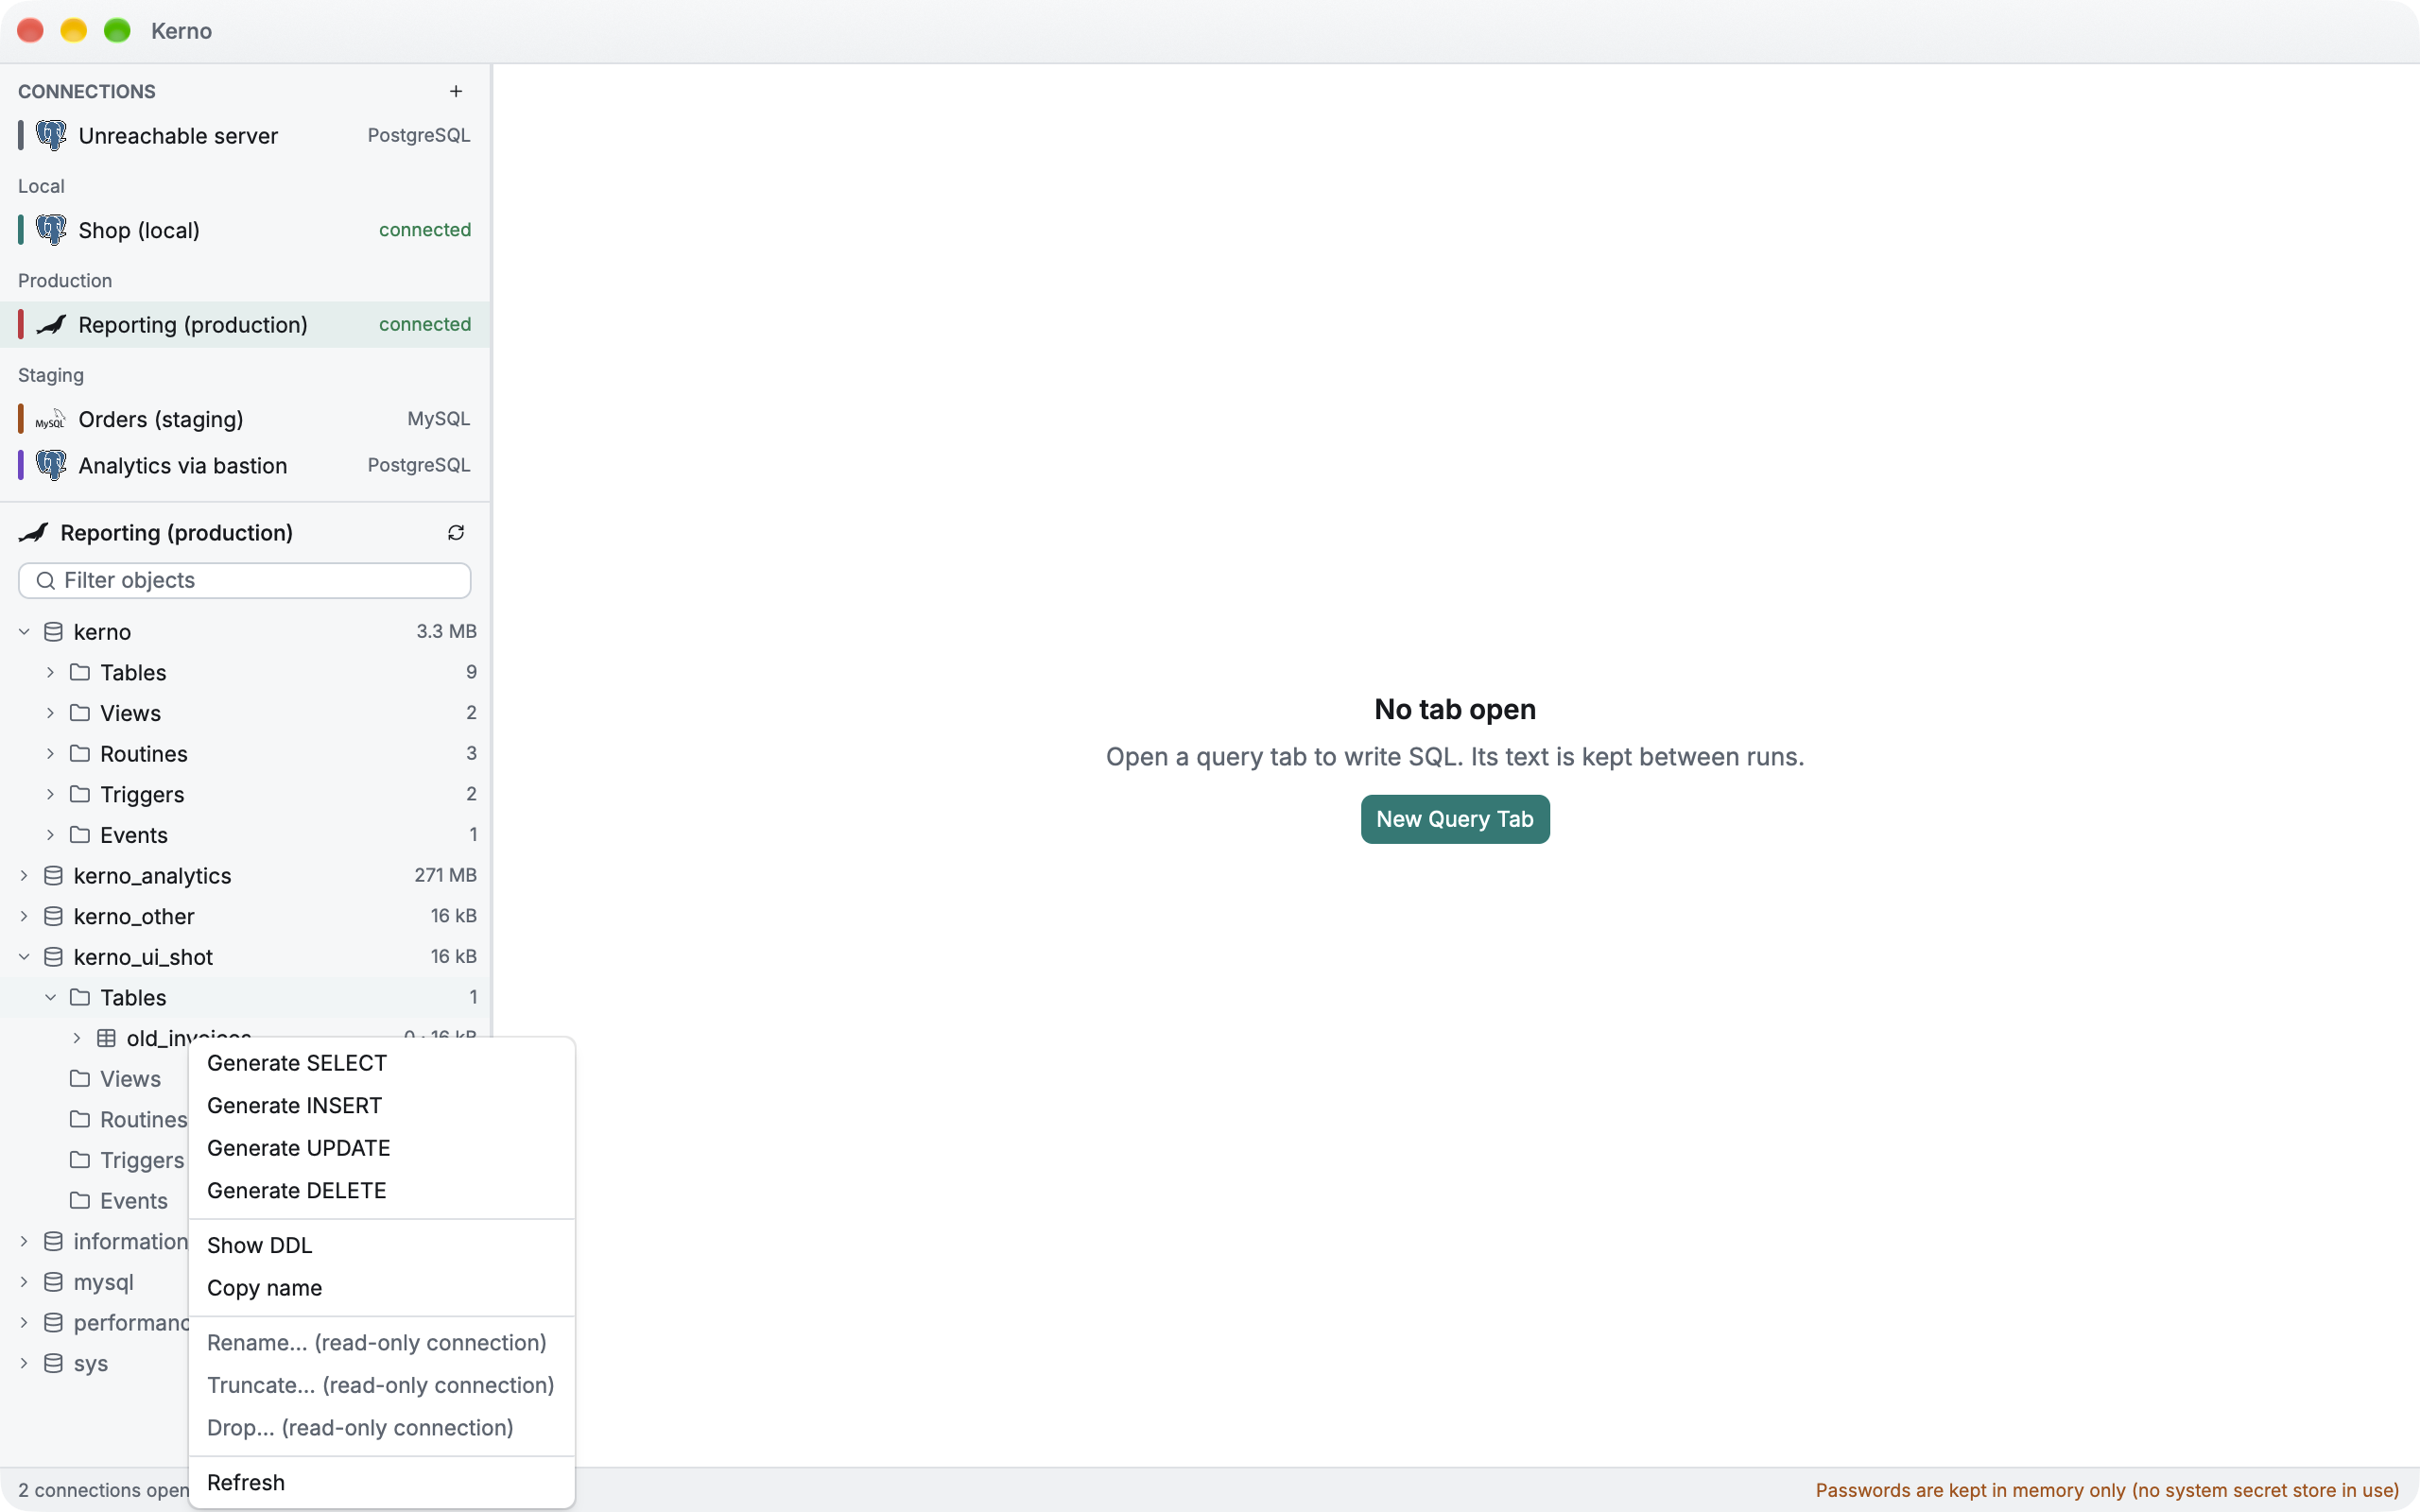 Kerno
CONNECTIONS
Unreachable server PostgreSQL
Local
Shop (local) connected
Production
Reporting (production) connected
Staging
MySQL Orders (staging) MySQL
Analytics via bastion PostgreSQL
Reporting (production)
Filter objects
kerno 3.3 MB
Tables 9
Views 2
Routines 3
Triggers 2
Events 1
kerno_analytics 271 MB
kerno_other 16 kB
kerno_ui_shot 16 kB
Tables 1
old_invoices 0 · 16 kB
Views
Routines
Triggers
Events
information
mysql
performanc
sys
Generate SELECT
Generate INSERT
Generate UPDATE
Generate DELETE
Show DDL
Copy name
Rename... (read-only connection)
Truncate... (read-only connection)
Drop... (read-only connection)
Refresh
No tab open
Open a query tab to write SQL. Its text is kept between runs.
New Query Tab
2 connections open
Passwords are kept in memory only (no system secret store in use)